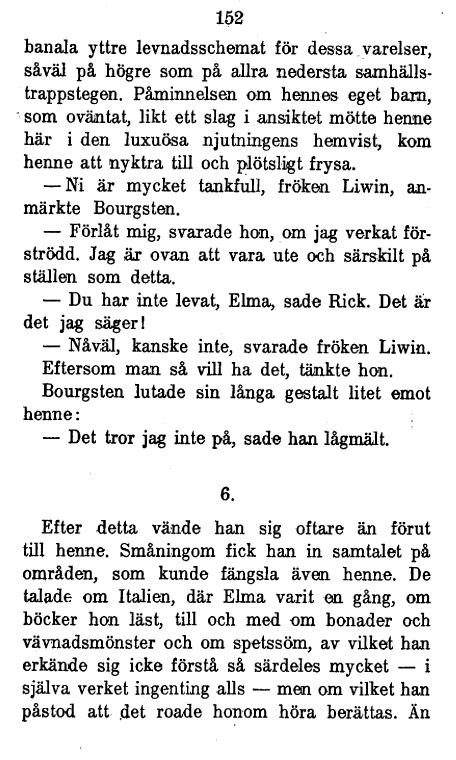 152
banala yttre levnadsschemat för dessa varelser,
såväl på högre som på allra nedersta samhälls-
trappstegen. Påminnelsen om hennes eget barn,
som oväntat, likt ett slag i ansiktet mötte henne
här i den luxuösa njutningens hemvist, kom
henne att nyktra till och plötsligt frysa.
— Ni är mycket tankfull, fröken Liwin, an-
märkte Bourgsten.
— Förlåt mig, svarade hon, om jag verkat för-
strödd. Jag är ovan att vara ute och särskilt på
ställen som detta.
— Du har inte levat, Elma, sade Rick. Det är
det jag säger!
— Nåväl, kanske inte, svarade fröken Liwin.
Eftersom man så vill ha det, tänkte hon.
Bourgsten lutade sin långa gestalt litet emot
henne:
— Det tror jag inte på, sade han lågmält.
6.
Efter detta vände han sig oftare än förut
till henne. Småningom fick han in samtalet på
områden, som kunde fängsla även henne. De
talade om Italien, där Elma varit en gång, om
böcker hon läst, till och med om bonader och
vävnadsmönster och om spetssöm, av vilket han
erkände sig icke förstå så särdeles mycket — i
själva verket ingenting alls — men om vilket han
påstod att det roade honom höra berättas. Än